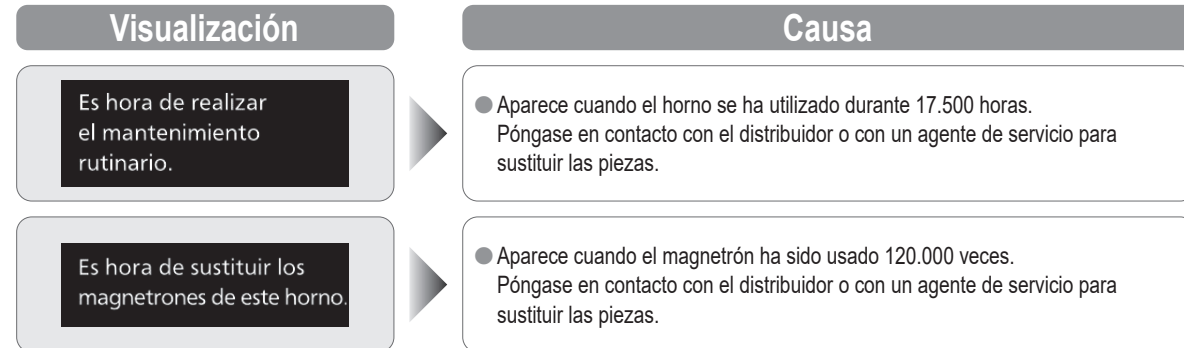 Visualización
Causa
Es hora de realizar
el mantenimiento
rutinario.
Aparece cuando el horno se ha utilizado durante 17.500 horas.
Póngase en contacto con el distribuidor o con un agente de servicio para
sustituir las piezas.
Es hora de sustituir los
magnetrones de este horno.
Aparece cuando el magnetrón ha sido usado 120.000 veces.
Póngase en contacto con el distribuidor o con un agente de servicio para
sustituir las piezas.